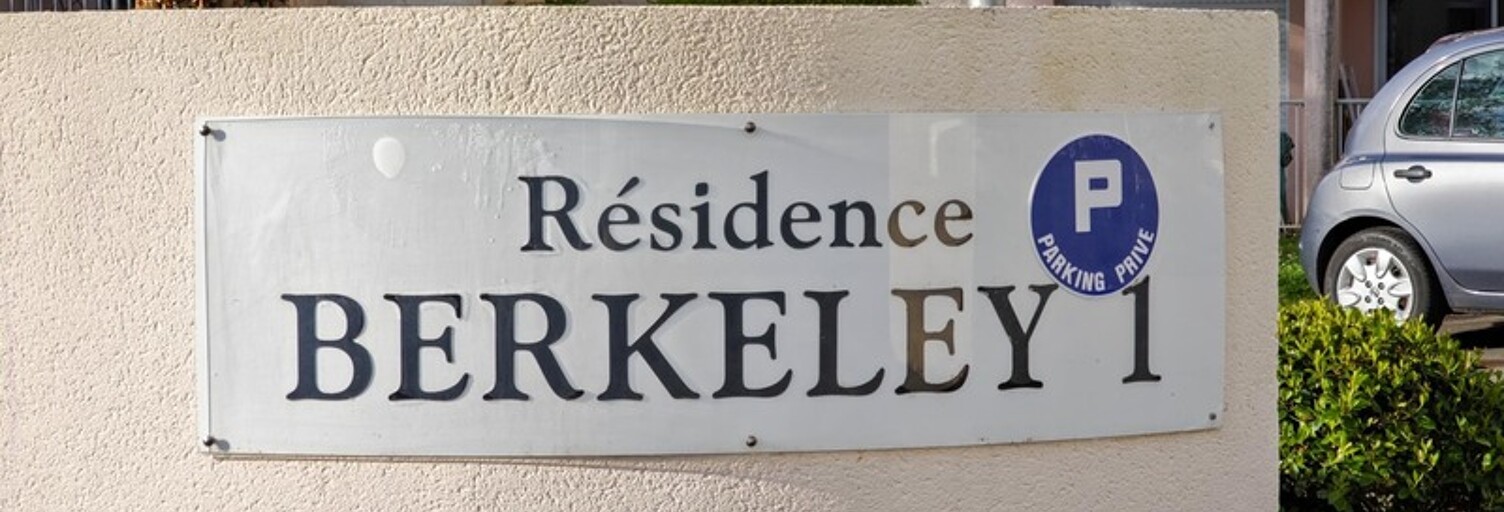 Résidence
BERKELEY 1
P
PARKING PRIVE